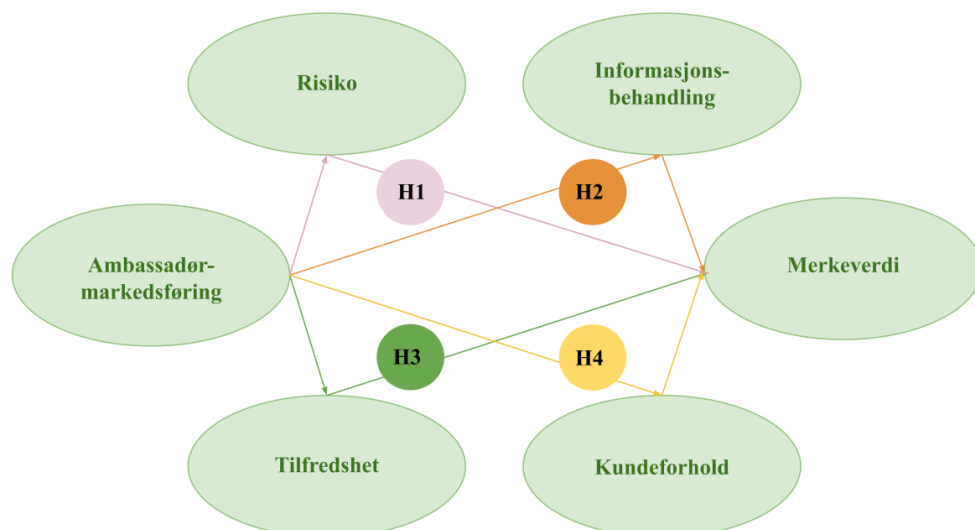 Risiko
Informasjons-
behandling
H1
H2
Ambassadør-
markedsføring
Merkeverdi
H3
H4
Tilfredshet
Kundeforhold